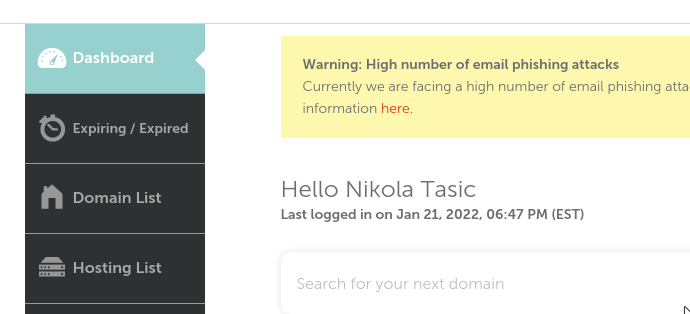 Dashboard
Expiring / Expired
Domain List
Hosting List
Warning: High number of email phishing attacks
Currently we are facing a high number of email phishing
information here.
Hello Nikola Tasic
Last logged in on Jan 21, 2022, 06:47 PM (EST)
Search for your next domain